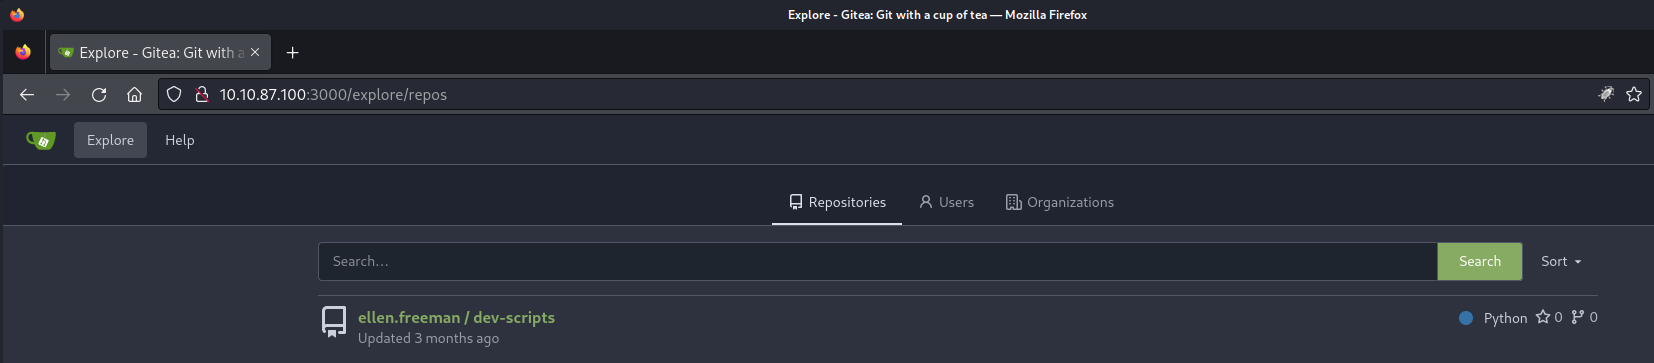 Explore - Gitea: Git with a cup of tea — Mozilla Firefox
Explore - Gitea: Git with a
10.10.87.100:3000/explore/repos
Explore Help
Repositories Users Organizations
Search... Search Sort
ellen.freeman / dev-scripts Python 0 0
Updated 3 months ago